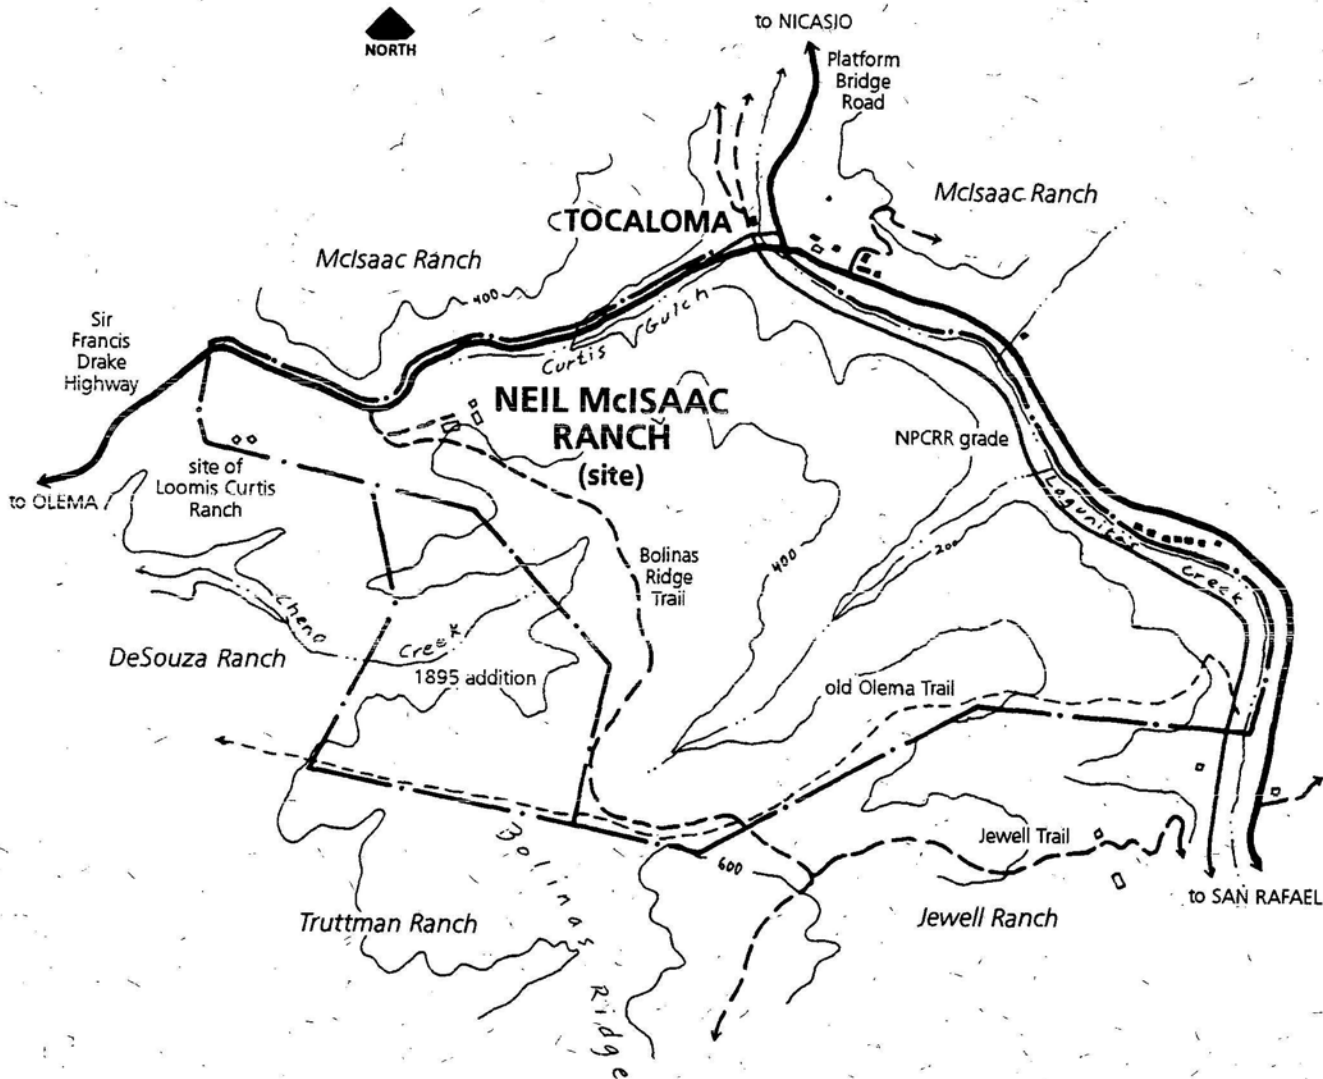 to NICASIO
NORTH
Platform
Bridge
Road
McIsaac Ranch
TOCALOMA
McIsaac Ranch
400
Sir
Francis
Drake
Highway
Curtis Gulch
NEIL McISAAC
RANCH
(site)
NPCRR grade
site of
Loomis Curtis
Ranch
to OLEMA
Lagunitas
Creek
200
400
Bolinas
Ridge
Trail
Cheno
Creek
DeSouza Ranch
1895 addition
old Olema Trail
Jewell Trail
600
Bolinas
Ridge
to SAN RAFAEL
Truttman Ranch
Jewell Ranch